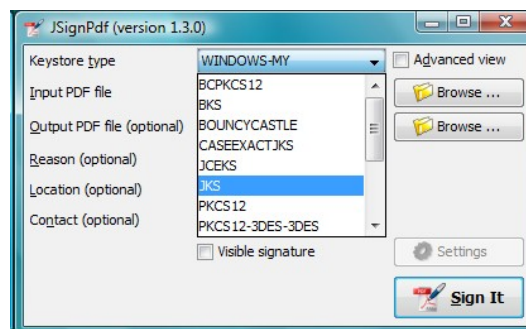 JSignPdf (version 1.3.0)
Keystore type WINDOWS-MY Advanced view
BCPKCS12
Input PDF file Browse ...
BKS
Output PDF file (optional) BOUNCYCASTLE Browse ...
CASEEXACTJKS
Reason (optional)
JCEKS
Location (optional) JKS
PKCS12
Contact (optional)
PKCS12-3DES-3DES
Visible signature Settings
Sign It